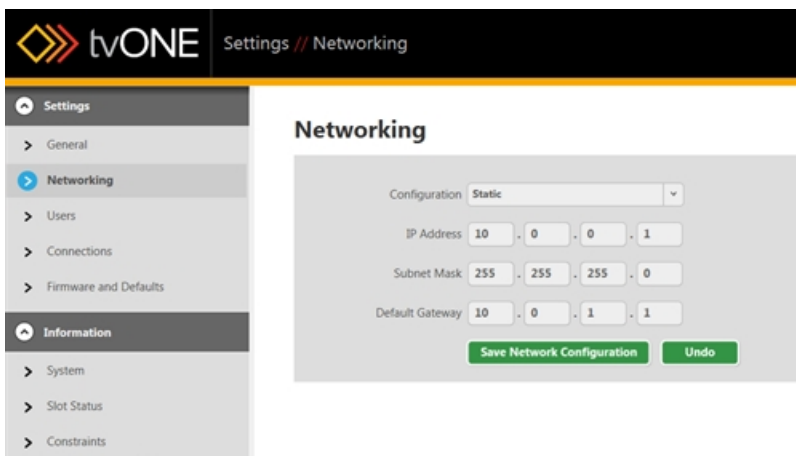 tvONE
Settings // Networking
Settings
General
Networking
Users
Connections
Firmware and Defaults
Information
System
Slot Status
Constraints
Networking
Configuration Static
IP Address 10 . 0 . 0 . 1
Subnet Mask 255 . 255 . 255 . 0
Default Gateway 10 . 0 . 1 . 1
Save Network Configuration Undo